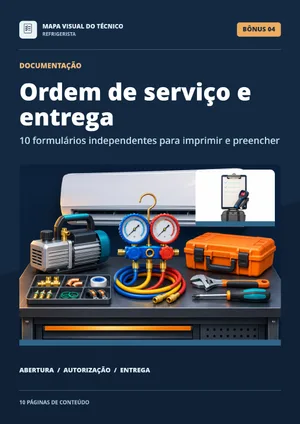 MAPA VISUAL DO TÉCNICO
REFRIGERISTA
BÔNUS 04
DOCUMENTAÇÃO
Ordem de serviço e
entrega
10 formulários independentes para imprimir e preencher
ABERTURA / AUTORIZAÇÃO / ENTREGA
10 PÁGINAS DE CONTEÚDO